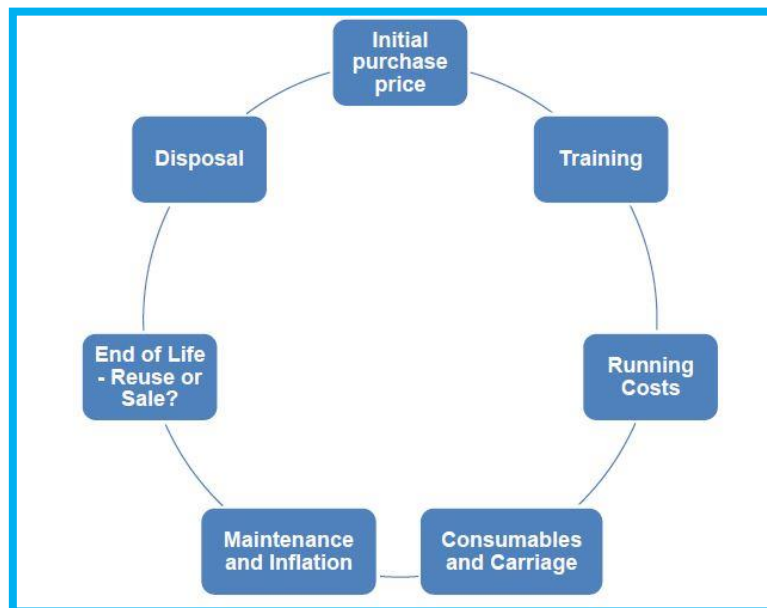 Initial
purchase
price
Training
Running
Costs
Consumables
and Carriage
Maintenance
and Inflation
End of Life
- Reuse or
Sale?
Disposal